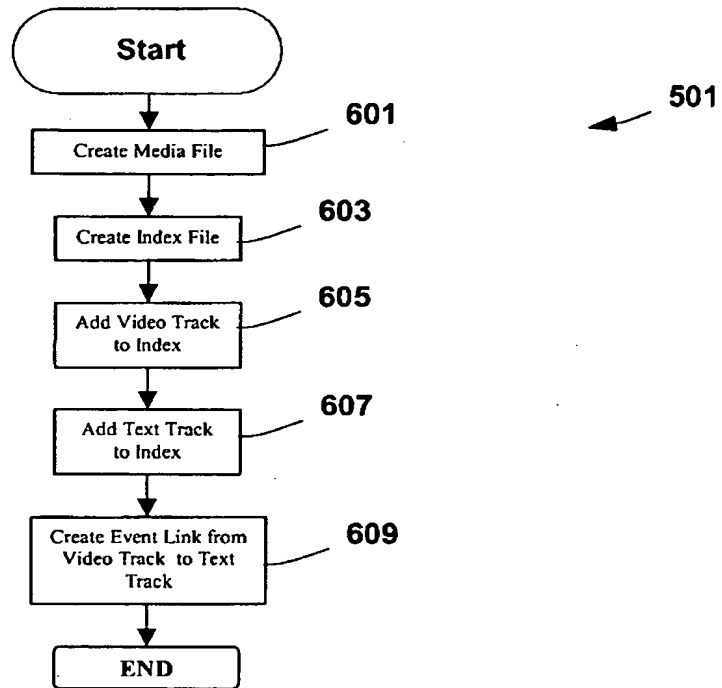 Start
501
601
Create Media File
603
Create Index File
605
Add Video Track
to Index
607
Add Text Track
to Index
609
Create Event Link from
Video Track to Text
Track
END